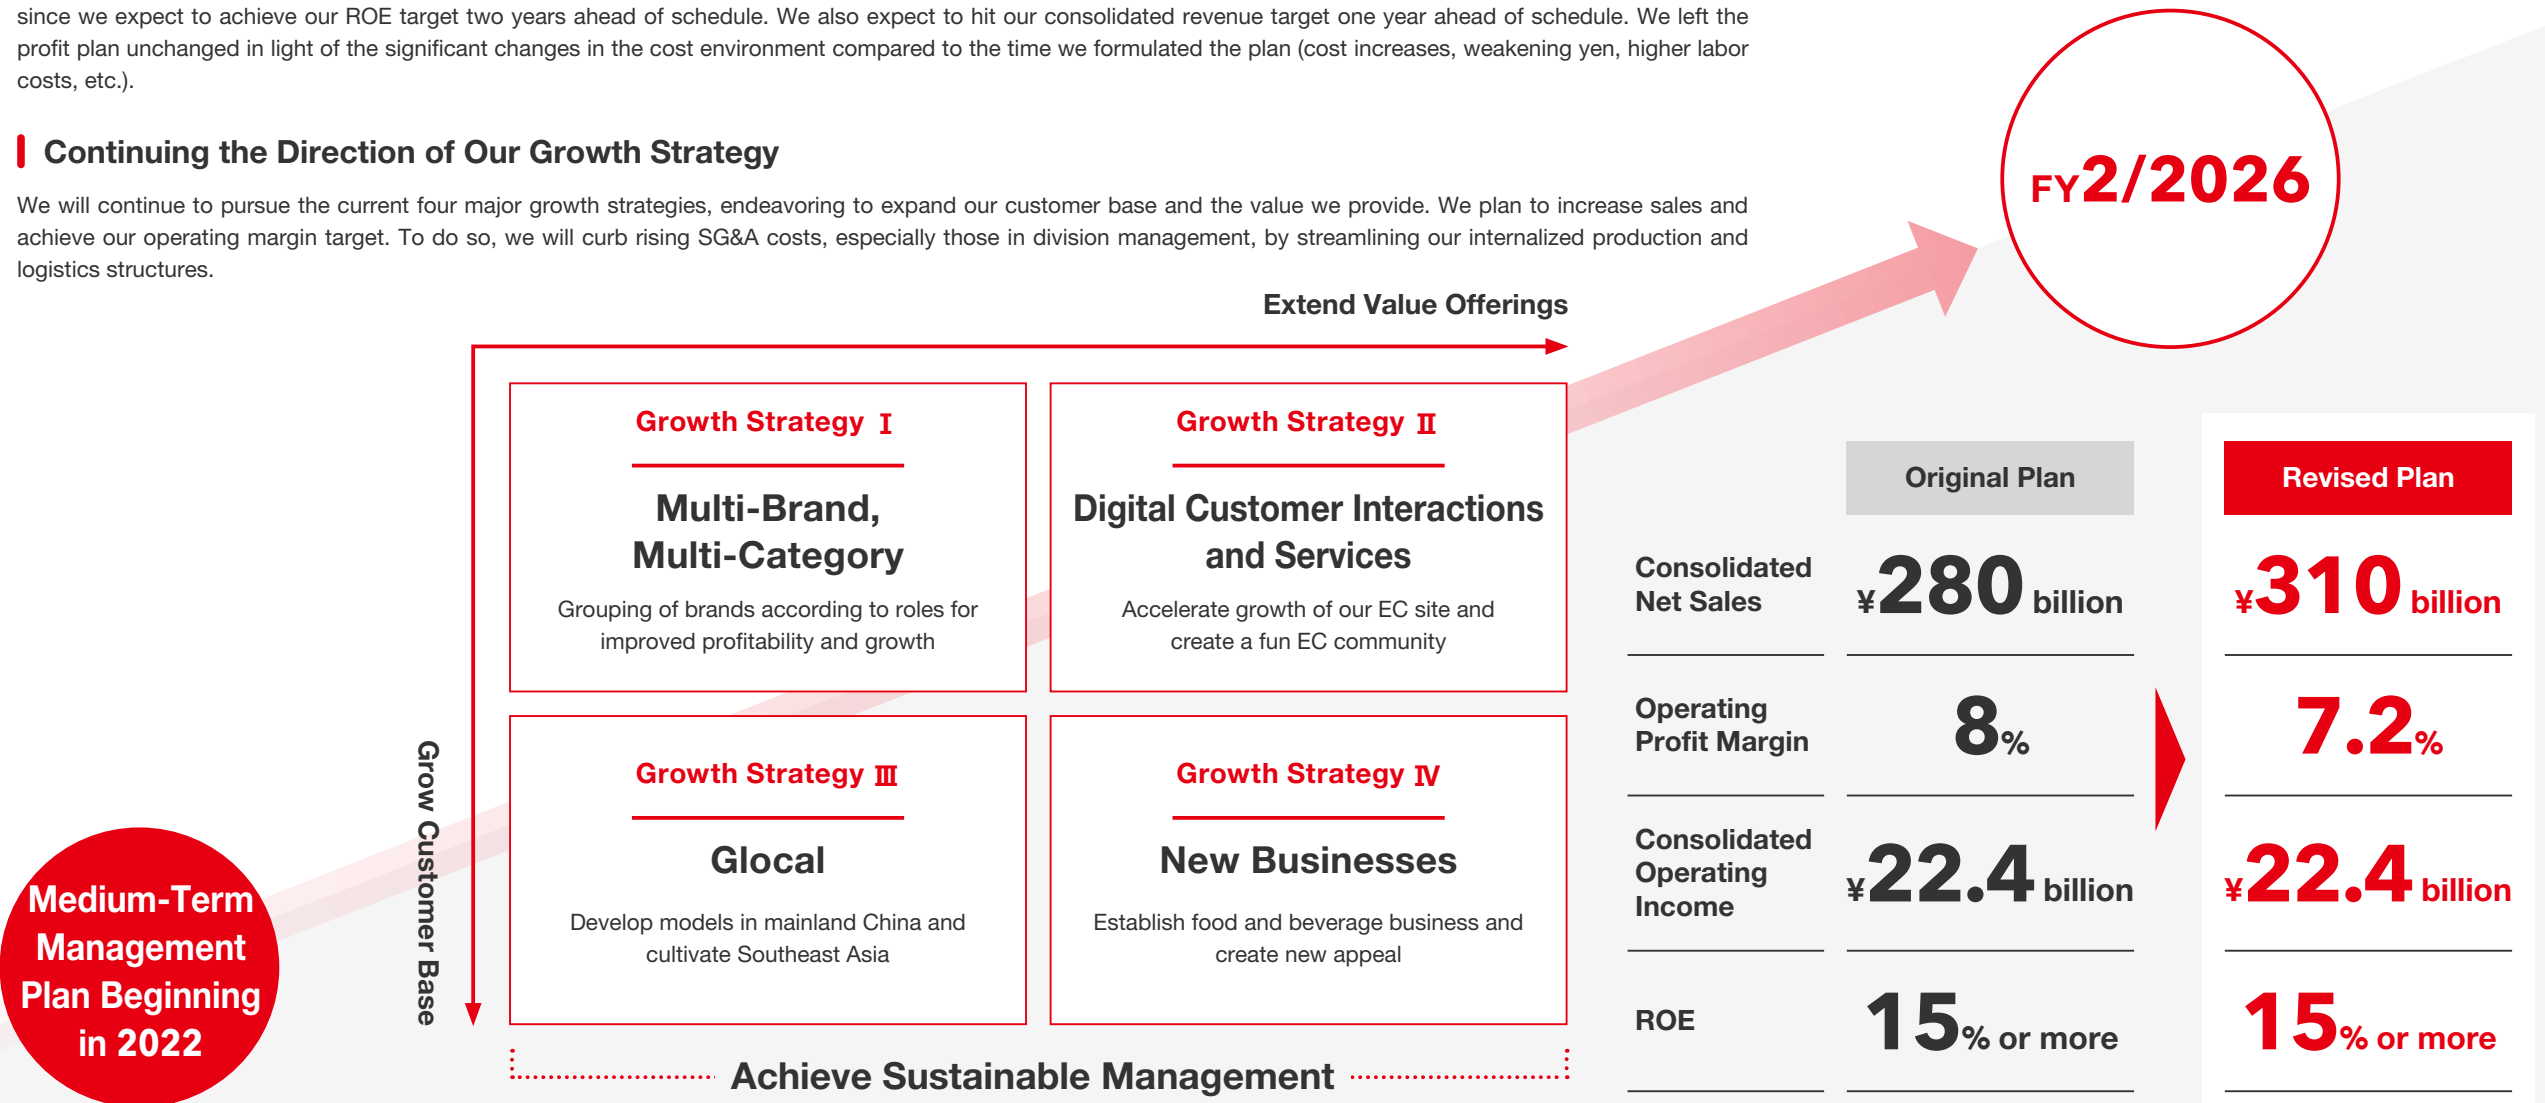 since we expect to achieve our ROE target two years ahead of schedule. We also expect to hit our consolidated revenue target one year ahead of schedule. We left the
profit plan unchanged in light of the significant changes in the cost environment compared to the time we formulated the plan (cost increases, weakening yen, higher labor
costs, etc.).
Continuing the Direction of Our Growth Strategy
We will continue to pursue the current four major growth strategies, endeavoring to expand our customer base and the value we provide. We plan to increase sales and
achieve our operating margin target. To do so, we will curb rising SG&A costs, especially those in division management, by streamlining our internalized production and
logistics structures.
Extend Value Offerings
Grow Customer Base
Growth Strategy Ⅰ
Multi-Brand,
Multi-Category
Grouping of brands according to roles for
improved profitability and growth
Growth Strategy Ⅱ
Digital Customer Interactions
and Services
Accelerate growth of our EC site and
create a fun EC community
Growth Strategy Ⅲ
Glocal
Develop models in mainland China and
cultivate Southeast Asia
Growth Strategy Ⅳ
New Businesses
Establish food and beverage business and
create new appeal
Achieve Sustainable Management
Medium-Term
Management
Plan Beginning
in 2022
FY2/2026
Original Plan
Revised Plan
Consolidated
Net Sales
¥280 billion
¥310 billion
Operating
Profit Margin
8%
7.2%
Consolidated
Operating
Income
¥22.4 billion
¥22.4 billion
ROE
15% or more
15% or more